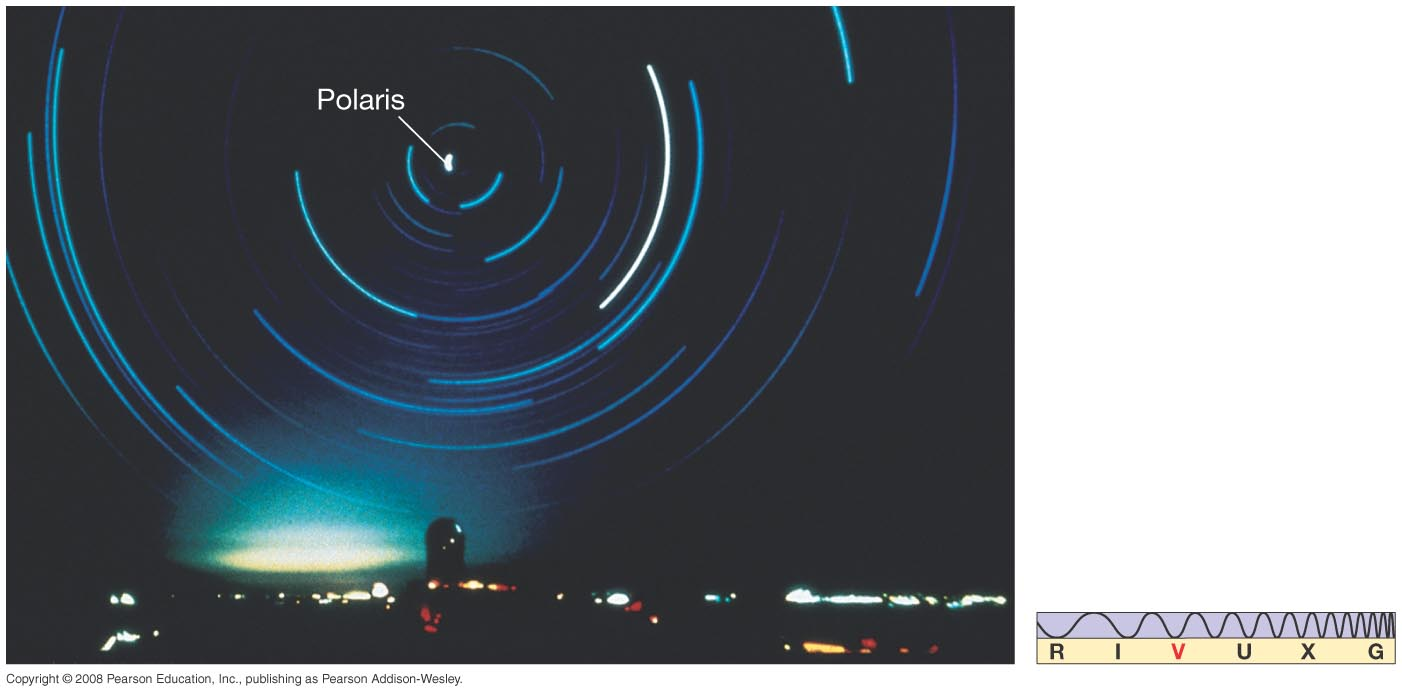 Polaris
R I V U X G
Copyright © 2008 Pearson Education, Inc., publishing as Pearson Addison-Wesley.